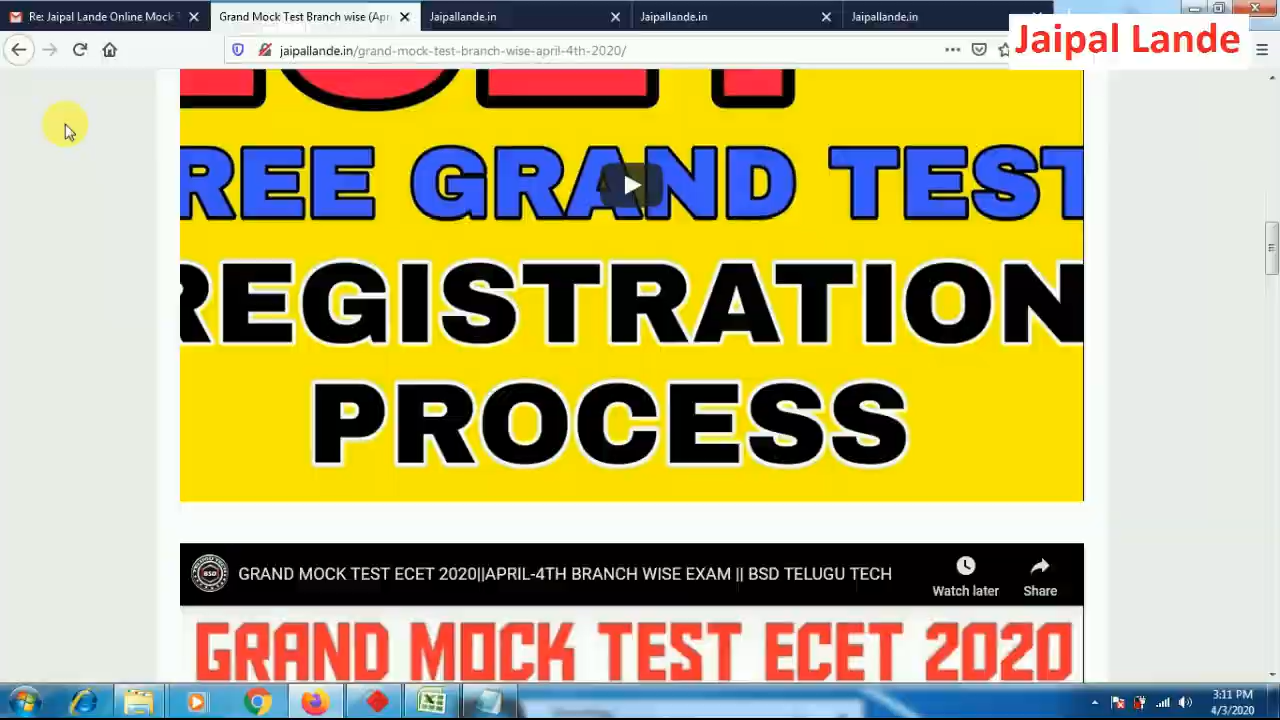 Re: Jaipal Lande Online Mock T
Grand Mock Test Branch wise (Apri
Jaipallande.in
Jaipallande.in
Jaipallande.in
Jaipal Lande
jaipallande.in/grand-mock-test-branch-wise-april-4th-2020/
REE GRAND TEST
REGISTRATION
PROCESS
BSD
GRAND MOCK TEST ECET 2020||APRIL-4TH BRANCH WISE EXAM || BSD TELUGU TECH
Watch later
Share
GRAND MOCK TEST ECET 2020
3:11 PM
4/3/2020